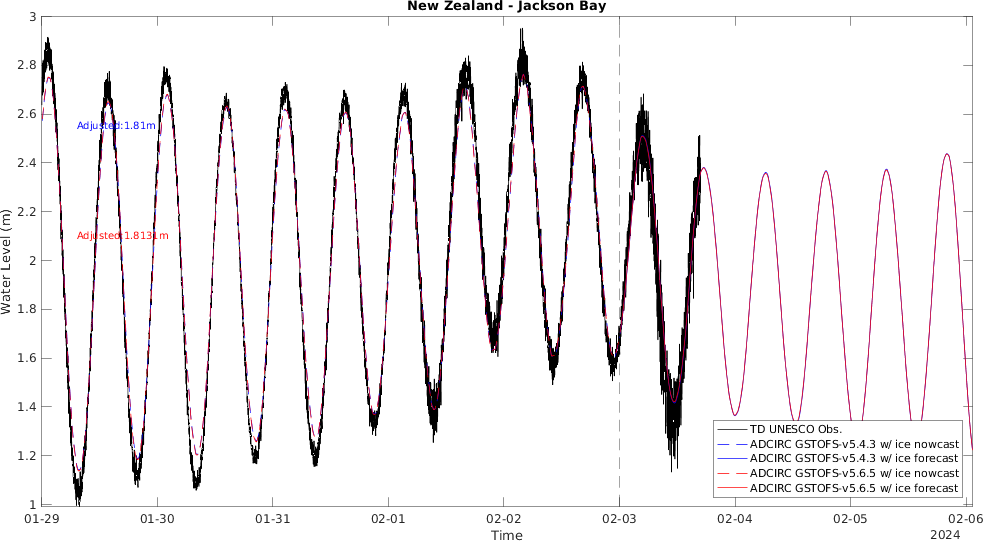 New Zealand - Jackson Bay
3
2.8
2.6
2.4
2.2
2
1.8
1.6
1.4
1.2
1
Water Level (m)
Adjusted:1.81m
Adjusted:1.8131m
TD UNESCO Obs.
ADCIRC GSTOFS-v5.4.3 w/ ice nowcast
ADCIRC GSTOFS-v5.4.3 w/ ice forecast
ADCIRC GSTOFS-v5.6.5 w/ ice nowcast
ADCIRC GSTOFS-v5.6.5 w/ ice forecast
01-29 01-30 01-31 02-01 02-02 02-03 02-04 02-05 02-06
Time
2024